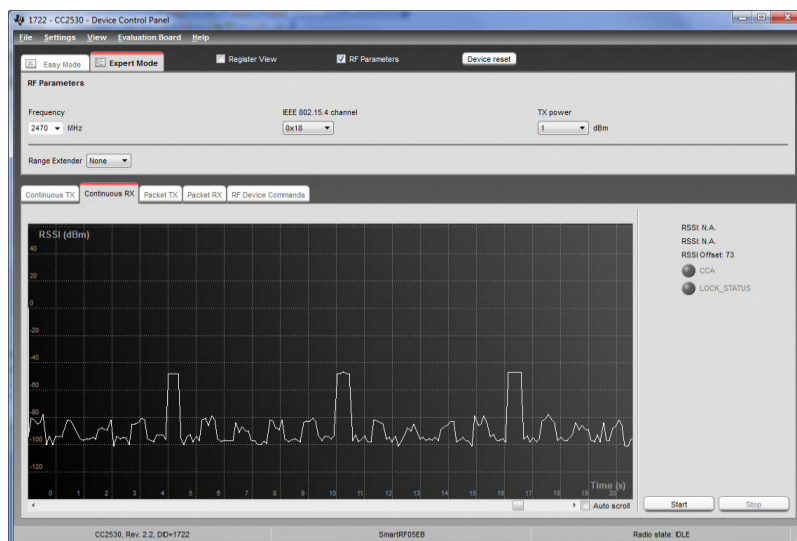 1722 - CC2530 - Device Control Panel
File Settings View Evaluation Board Help
Easy Mode Expert Mode Register View RF Parameters Device reset
RF Parameters
Frequency IEEE 802.15.4 channel TX power
2470 MHz 0x18 1 dBm
Range Extender None
Continuous TX Continuous RX Packet TX Packet RX RF Device Commands
RSSI (dBm)
40
20
0
-20
-40
-60
-80
-100
-120
Time (s)
0 1 2 3 4 5 6 7 8 9 10 11 12 13 14 15 16 17 18 19 20
Auto scroll
RSSI: N.A.
RSSI: N.A.
RSSI Offset: 73
CCA
LOCK_STATUS
Start Stop
CC2530, Rev. 2.2, DID=1722 SmartRF05EB Radio state: IDLE